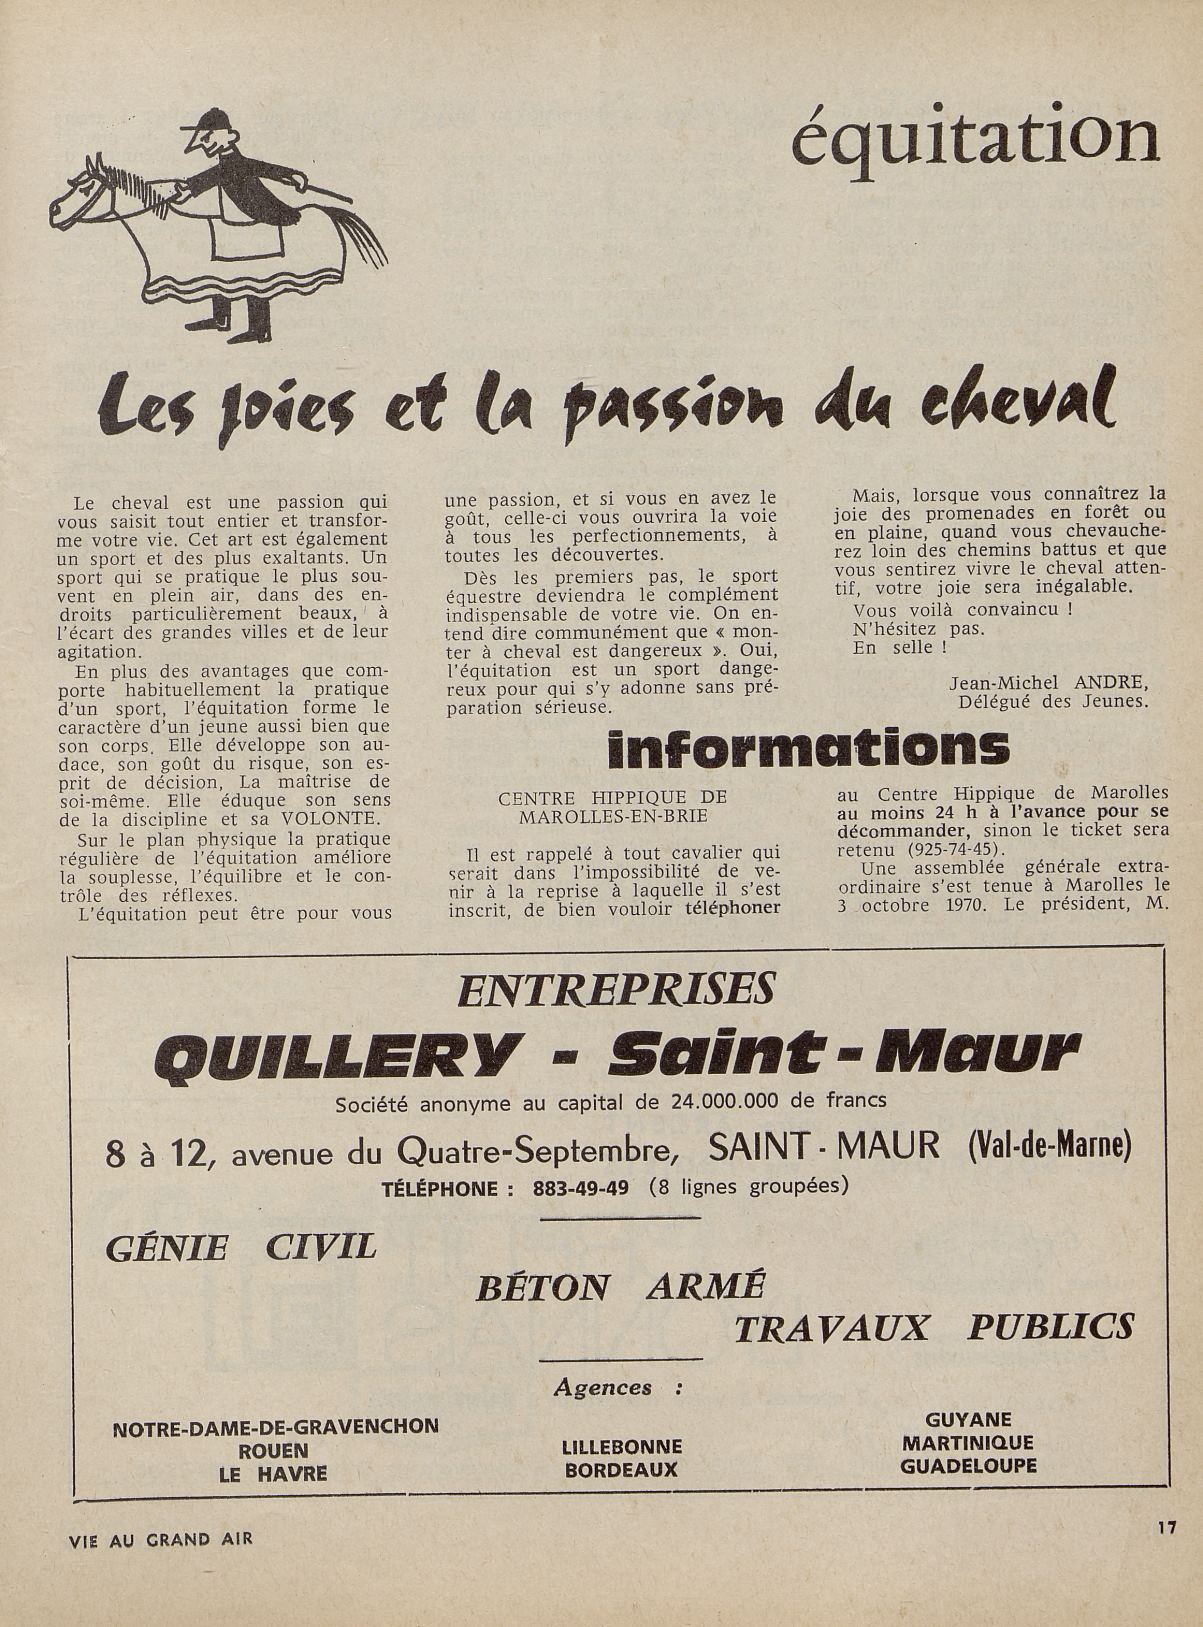 équitation
Les joies et la passion du cheval
Le cheval est une passion qui
vous saisit tout entier et transfor-
me votre vie. Cet art est également
un sport et des plus exaltants. Un
sport qui se pratique le plus sou-
vent en plein air, dans des en-
droits particulièrement beaux, à
l'écart des grandes villes et de leur
agitation.
En plus des avantages que com-
porte habituellement la pratique
d'un sport, l'équitation forme le
caractère d'un jeune aussi bien que
son corps. Elle développe son au-
dace, son goût du risque, son es-
prit de décision, La maîtrise de
soi-même. Elle éduque son sens
de la discipline et sa VOLONTE.
Sur le plan physique la pratique
régulière de l'équitation améliore
la souplesse, l'équilibre et le con-
trôle des réflexes.
L'équitation peut être pour vous
une passion, et si vous en avez le
goût, celle-ci vous ouvrira la voie
à tous les perfectionnements, à
toutes les découvertes.
Dès les premiers pas, le sport
équestre deviendra le complément
indispensable de votre vie. On en-
tend dire communément que « mon-
ter à cheval est dangereux ». Oui,
l'équitation est un sport dange-
reux pour qui s'y adonne sans pré-
paration sérieuse.
Mais, lorsque vous connaîtrez la
joie des promenades en forêt ou
en plaine, quand vous chevauche-
rez loin des chemins battus et que
vous sentirez vivre le cheval atten-
tif, votre joie sera inégalable.
Vous voilà convaincu !
N'hésitez pas.
En selle !
Jean-Michel ANDRE,
Délégué des Jeunes.
informations
CENTRE HIPPIQUE DE
MAROLLES-EN-BRIE
Il est rappelé à tout cavalier qui
serait dans l'impossibilité de ve-
nir à la reprise à laquelle il s'est
inscrit, de bien vouloir téléphoner
au Centre Hippique de Marolles
au moins 24 h à l'avance pour se
décommander, sinon le ticket sera
retenu (925-74-45).
Une assemblée générale extra-
ordinaire s'est tenue à Marolles le
3 octobre 1970. Le président, M.
ENTREPRISES
QUILLERY - Saint-Maur
Société anonyme au capital de 24.000.000 de francs
8 à 12, avenue du Quatre-Septembre, SAINT-MAUR (Val-de-Marne)
TÉLÉPHONE : 883-49-49 (8 lignes groupées)
GÉNIE CIVIL
BÉTON ARMÉ
TRAVAUX PUBLICS
Agences :
NOTRE-DAME-DE-GRAVENCHON
ROUEN
LE HAVRE
LILLEBONNE
BORDEAUX
GUYANE
MARTINIQUE
GUADELOUPE
VIE AU GRAND AIR
17